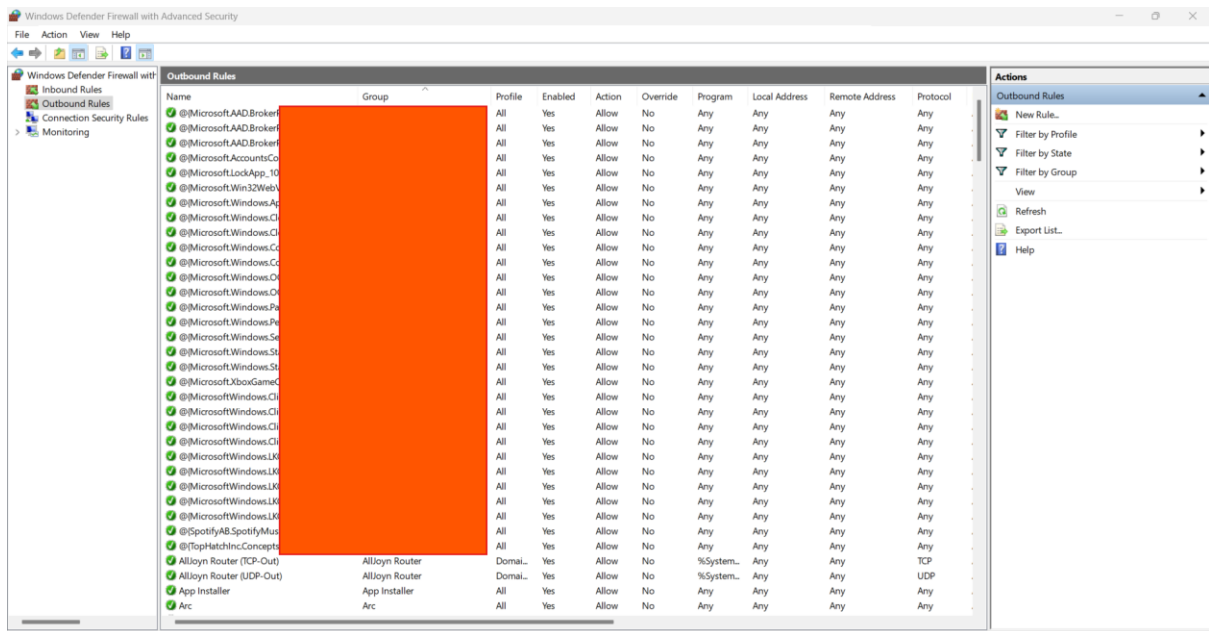 Windows Defender Firewall with Advanced Security
File Action View Help
Windows Defender Firewall with
Inbound Rules
Outbound Rules
Connection Security Rules
Monitoring
Outbound Rules
Name Group Profile Enabled Action Override Program Local Address Remote Address Protocol
@{Microsoft.AAD.BrokerP All Yes Allow No Any Any Any Any
@{Microsoft.AAD.BrokerP All Yes Allow No Any Any Any Any
@{Microsoft.AAD.BrokerP All Yes Allow No Any Any Any Any
@{Microsoft.AccountsCo All Yes Allow No Any Any Any Any
@{Microsoft.LockApp_10 All Yes Allow No Any Any Any Any
@{Microsoft.Win32WebV All Yes Allow No Any Any Any Any
@{Microsoft.Windows.Ap All Yes Allow No Any Any Any Any
@{Microsoft.Windows.Cl All Yes Allow No Any Any Any Any
@{Microsoft.Windows.Cl All Yes Allow No Any Any Any Any
@{Microsoft.Windows.Co All Yes Allow No Any Any Any Any
@{Microsoft.Windows.Co All Yes Allow No Any Any Any Any
@{Microsoft.Windows.OO All Yes Allow No Any Any Any Any
@{Microsoft.Windows.OO All Yes Allow No Any Any Any Any
@{Microsoft.Windows.Pa All Yes Allow No Any Any Any Any
@{Microsoft.Windows.Pe All Yes Allow No Any Any Any Any
@{Microsoft.Windows.Se All Yes Allow No Any Any Any Any
@{Microsoft.Windows.St All Yes Allow No Any Any Any Any
@{Microsoft.Windows.St All Yes Allow No Any Any Any Any
@{Microsoft.XboxGameC All Yes Allow No Any Any Any Any
@{MicrosoftWindows.Cli All Yes Allow No Any Any Any Any
@{MicrosoftWindows.Cli All Yes Allow No Any Any Any Any
@{MicrosoftWindows.Cli All Yes Allow No Any Any Any Any
@{MicrosoftWindows.Cli All Yes Allow No Any Any Any Any
@{MicrosoftWindows.LK All Yes Allow No Any Any Any Any
@{MicrosoftWindows.LK All Yes Allow No Any Any Any Any
@{MicrosoftWindows.LK All Yes Allow No Any Any Any Any
@{MicrosoftWindows.LK All Yes Allow No Any Any Any Any
@{MicrosoftWindows.LK All Yes Allow No Any Any Any Any
@{SpotifyAB.SpotifyMus All Yes Allow No Any Any Any Any
@{TopHatchInc.Concepts All Yes Allow No Any Any Any Any
AllJoyn Router (TCP-Out) AllJoyn Router Domai... Yes Allow No %System... Any Any TCP
AllJoyn Router (UDP-Out) AllJoyn Router Domai... Yes Allow No %System... Any Any UDP
App Installer App Installer All Yes Allow No Any Any Any Any
Arc Arc All Yes Allow No Any Any Any Any
Actions
Outbound Rules
New Rule...
Filter by Profile
Filter by State
Filter by Group
View
Refresh
Export List...
Help